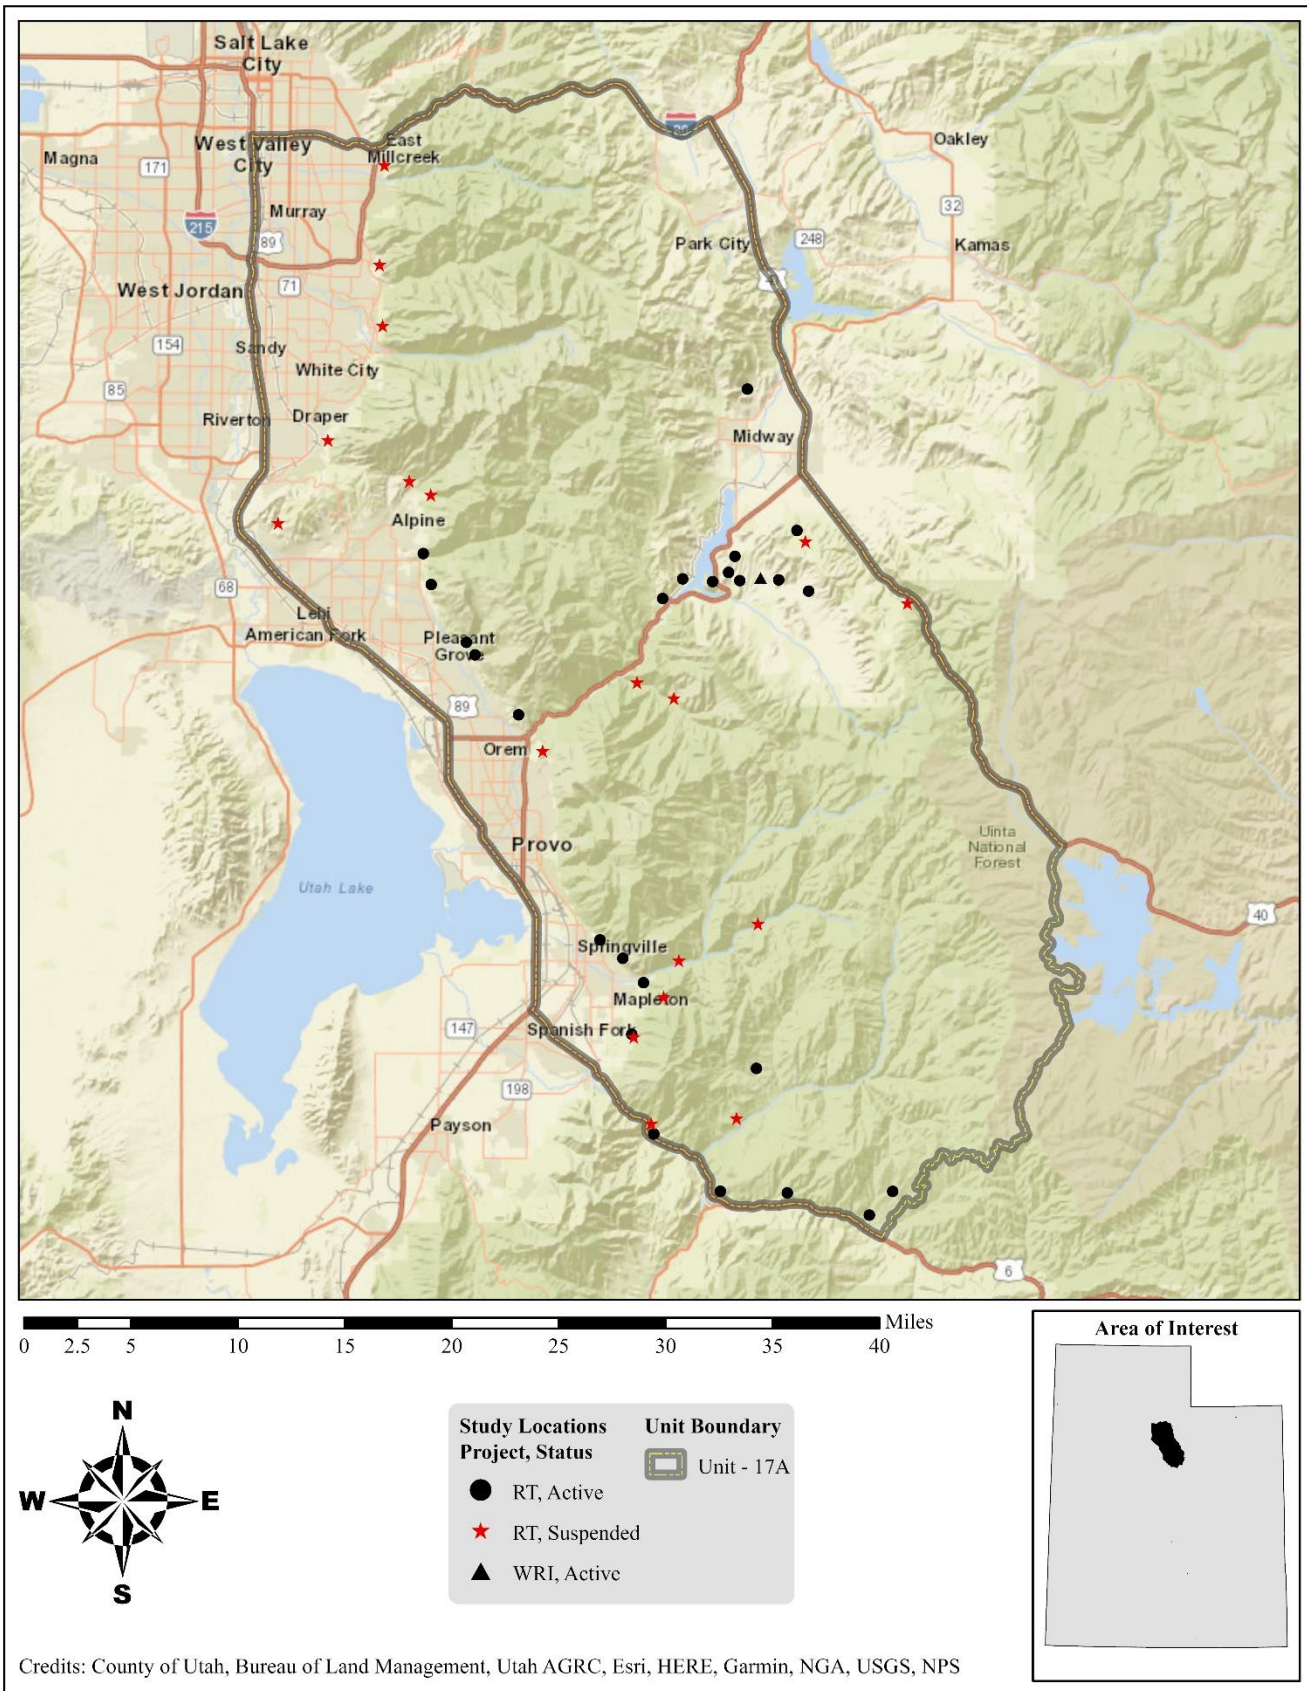 Salt Lake
City
East
Millcreek
80
Oakley
West Valley
City
Magna
171
32
Murray
215
89
Park City
248
Kamas
West Jordan
71
154
Sandy
White City
85
Riverton
Draper
Midway
Alpine
68
Lehi
American Fork
Pleasant
Grove
89
Orem
Uinta
National
Forest
Provo
Utah Lake
40
Springville
Mapleton
147
Spanish Fork
198
Payson
6
Miles
0 2.5 5 10 15 20 25 30 35 40
Area of Interest
N
W E
S
Study Locations
Project, Status
RT, Active
RT, Suspended
WRI, Active
Unit Boundary
Unit - 17A
Credits: County of Utah, Bureau of Land Management, Utah AGRC, Esri, HERE, Garmin, NGA, USGS, NPS